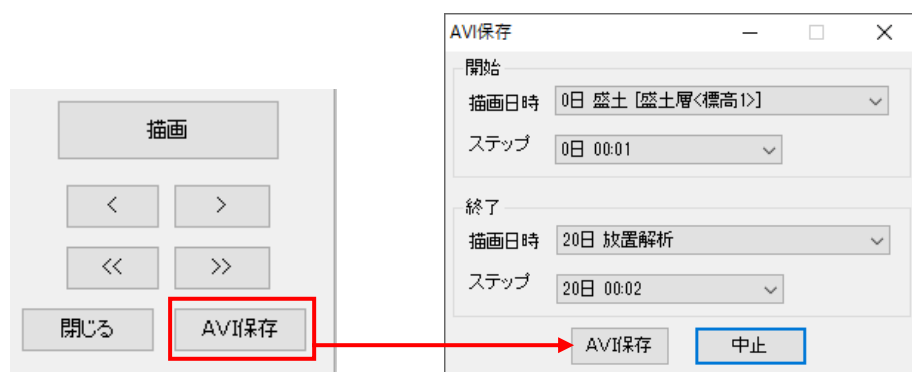 描画
<
>
<<
>>
閉じる
AVI保存
AVI保存
開始
描画日時
0日 盛土 [盛土層<標高1>]
ステップ
0日 00:01
終了
描画日時
20日 放置解析
ステップ
20日 00:02
AVI保存
中止